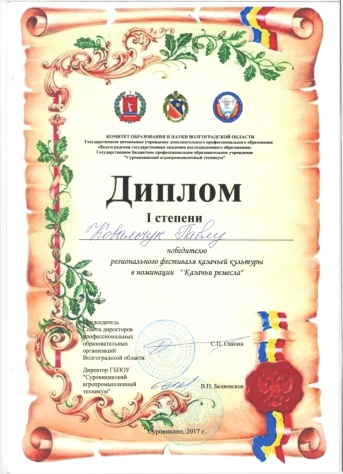 КОМИТЕТ ОБРАЗОВАНИЯ И НАУКИ ВОЛГОГРАДСКОЙ ОБЛАСТИ
Государственное автономное учреждение дополнительного профессионального образования
"Волгоградская государственная академия последипломного образования"
Государственное бюджетное профессиональное образовательное учреждение
"Суровикинский агропромышленный техникум"
Диплом
I степени
Ковальчук Павлу
победителю
регионального фестиваля казачьей культуры
в номинации "Казачьи ремесла"
Председатель
Совета директоров
профессиональных
образовательных
организаций
Волгоградской области
С.П.
Директор ГБПОУ
"Суровикинский
агропромышленный
техникум"
В.П. Белявсков
Суровикино, 2017 г.